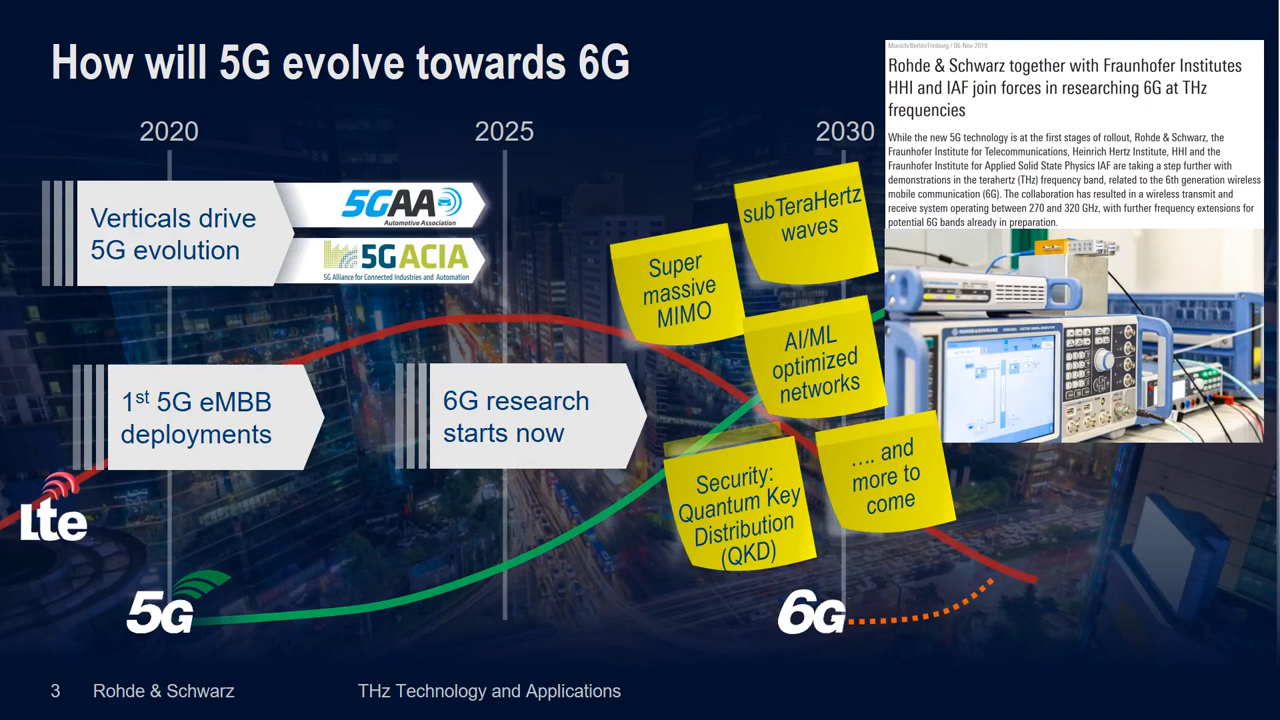 How will 5G evolve towards 6G
2020
2025
2030
Munich/Berlin/Freiburg / 06-Nov-2019
Rohde & Schwarz together with Fraunhofer Institutes
HHI and IAF join forces in researching 6G at THz
frequencies
While the new 5G technology is at the first stages of rollout, Rohde & Schwarz, the
Fraunhofer Institute for Telecommunications, Heinrich Hertz Institute, HHI and the
Fraunhofer Institute for Applied Solid State Physics IAF are taking a step further with
demonstrations in the terahertz (THz) frequency band, related to the 6th generation wireless
mobile communication (6G). The collaboration has resulted in a wireless transmit and
receive system operating between 270 and 320 GHz, with further frequency extensions for
potential 6G bands already in preparation.
Verticals drive
5G evolution
5GAA
Automotive Association
5GACIA
5G Alliance for Connected Industries and Automation
subTeraHertz
waves
Super
massive
MIMO
AI/ML
optimized
networks
1st 5G eMBB
deployments
6G research
starts now
Security:
Quantum Key
Distribution
(QKD)
.... and
more to
come
ROHDE & SCHWARZ
Lte
5G
6G
3
Rohde & Schwarz
THz Technology and Applications